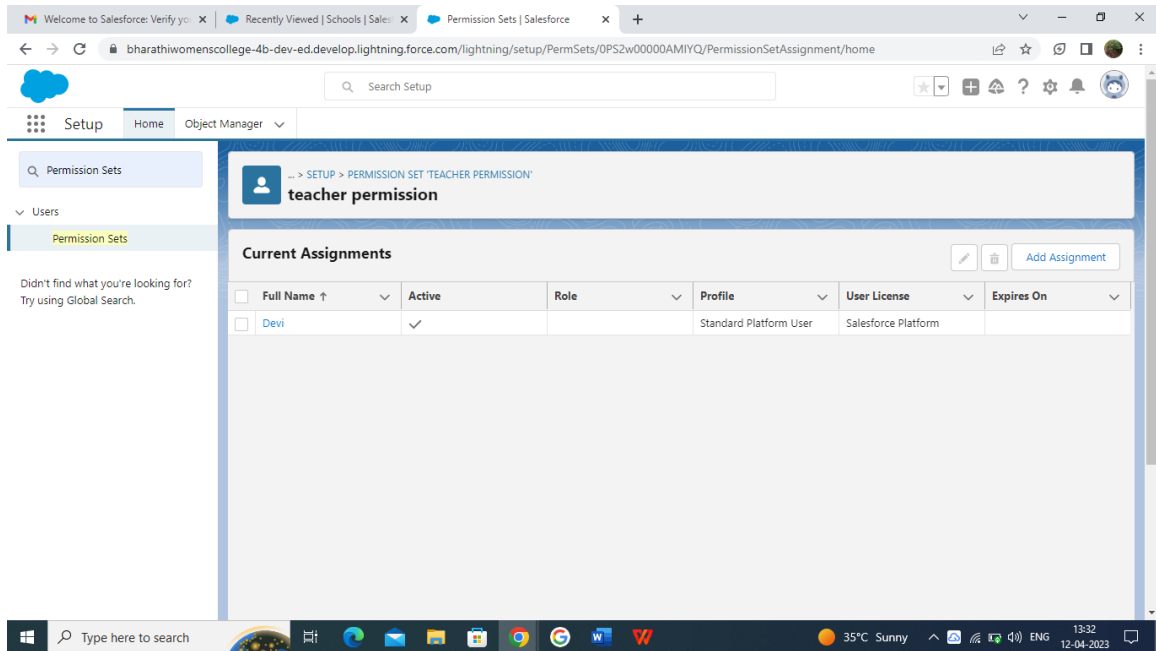 Welcome to Salesforce: Verify you
Recently Viewed | Schools | Sales
Permission Sets | Salesforce
bharathiwomenscollege-4b-dev-ed.develop.lightning.force.com/lightning/setup/PermSets/0PS2w00000AMIYQ/PermissionSetAssignment/home
Search Setup
Setup Home Object Manager
Permission Sets
Users
Permission Sets
Didn't find what you're looking for?
Try using Global Search.
... > SETUP > PERMISSION SET 'TEACHER PERMISSION'
teacher permission
Current Assignments
Add Assignment
Full Name ↑ Active Role Profile User License Expires On
Devi Standard Platform User Salesforce Platform
Type here to search
35°C Sunny
ENG
13:32
12-04-2023